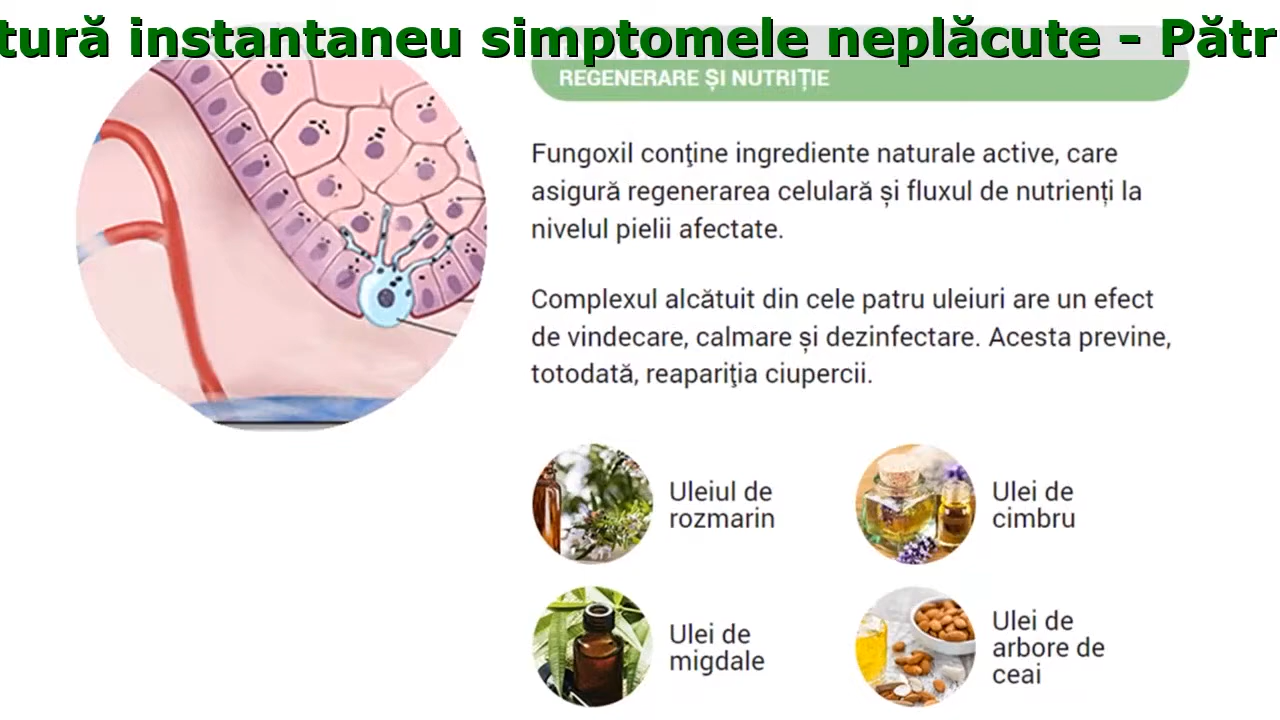 tură instantaneu simptomele neplăcute - Pătr
REGENERARE ȘI NUTRIȚIE
Fungoxil conţine ingrediente naturale active, care
asigură regenerarea celulară și fluxul de nutrienți la
nivelul pielii afectate.
Complexul alcătuit din cele patru uleiuri are un efect
de vindecare, calmare și dezinfectare. Acesta previne,
totodată, reapariţia ciupercii.
Uleiul de
rozmarin
Ulei de
cimbru
Ulei de
migdale
Ulei de
arbore de
ceai